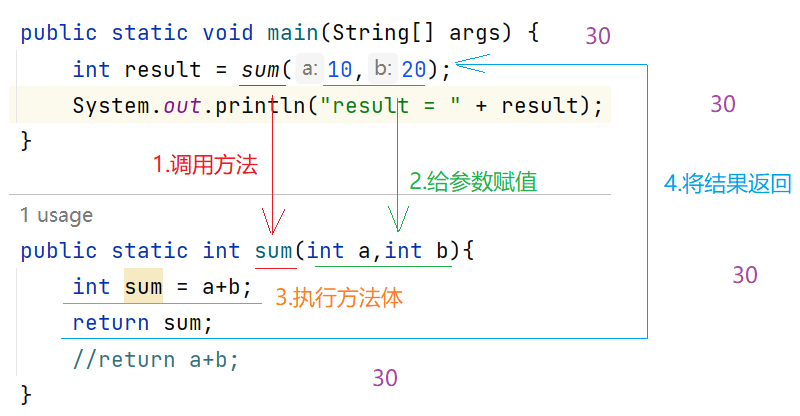 public static void main(String[] args) {
30
int result = sum( a: 10, b: 20);
System.out.println("result = " + result);
30
}
1.调用方法
2.给参数赋值
4.将结果返回
1 usage
public static int sum(int a,int b){
30
int sum = a+b;
3.执行方法体
return sum;
//return a+b;
30
}